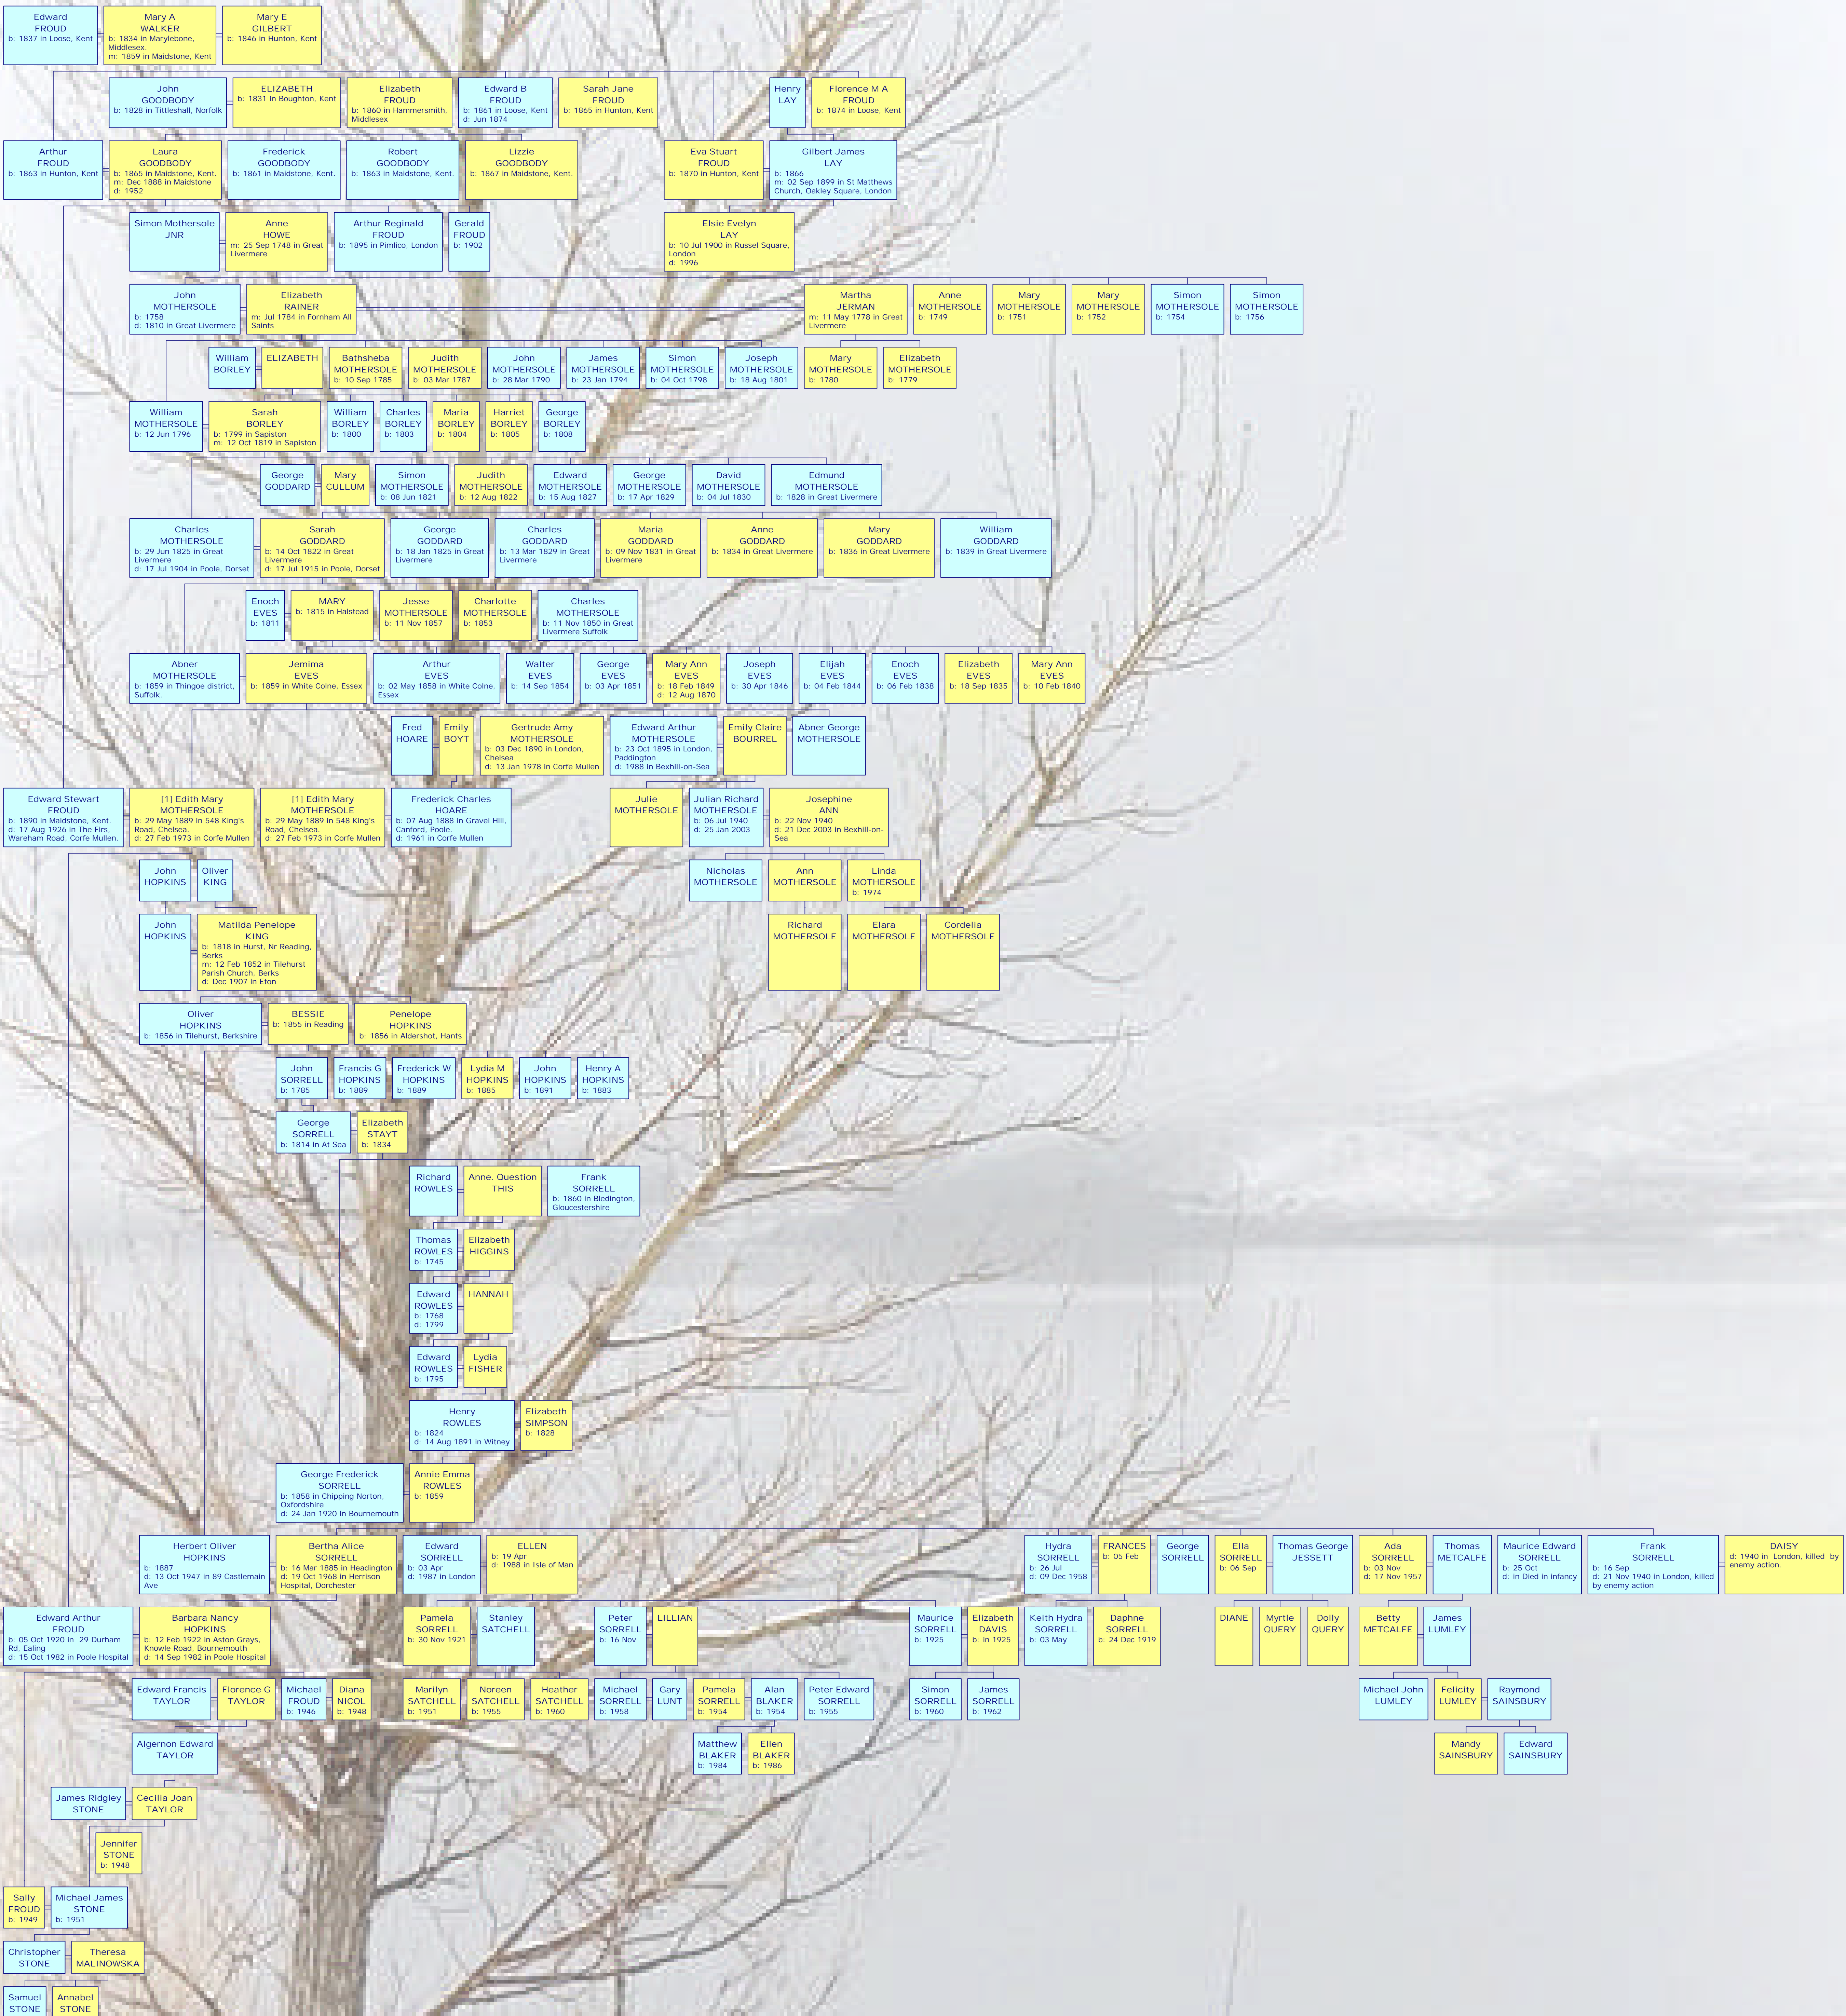 Edward
FROUD
b: 1837 in Loose, Kent
Mary A
WALKER
b: 1834 in Marylebone,
Middlesex.
m: 1859 in Maidstone, Kent
Mary E
GILBERT
b: 1846 in Hunton, Kent
John
GOODBODY
b: 1828 in Tittleshall, Norfolk
ELIZABETH
b: 1831 in Boughton, Kent
Elizabeth
FROUD
b: 1860 in Hammersmith,
Middlesex
Edward B
FROUD
b: 1861 in Loose, Kent
d: Jun 1874
Sarah Jane
FROUD
b: 1865 in Hunton, Kent
Henry
LAY
Florence M A
FROUD
b: 1874 in Loose, Kent
Arthur
FROUD
b: 1863 in Hunton, Kent
Laura
GOODBODY
b: 1865 in Maidstone, Kent.
m: Dec 1888 in Maidstone
d: 1952
Frederick
GOODBODY
b: 1861 in Maidstone, Kent.
Robert
GOODBODY
b: 1863 in Maidstone, Kent.
Lizzie
GOODBODY
b: 1867 in Maidstone, Kent.
Eva Stuart
FROUD
b: 1870 in Hunton, Kent
Gilbert James
LAY
b: 1866
m: 02 Sep 1899 in St Matthews
Church, Oakley Square, London
Simon Mothersole
JNR
Anne
HOWE
m: 25 Sep 1748 in Great
Livermere
Arthur Reginald
FROUD
b: 1895 in Pimlico, London
Gerald
FROUD
b: 1902
Elsie Evelyn
LAY
b: 10 Jul 1900 in Russel Square,
London
d: 1996
John
MOTHERSOLE
b: 1758
d: 1810 in Great Livermere
Elizabeth
RAINER
m: Jul 1784 in Fornham All
Saints
Martha
JERMAN
m: 11 May 1778 in Great
Livermere
Anne
MOTHERSOLE
b: 1749
Mary
MOTHERSOLE
b: 1751
Mary
MOTHERSOLE
b: 1752
Simon
MOTHERSOLE
b: 1754
Simon
MOTHERSOLE
b: 1756
William
BORLEY
ELIZABETH
Bathsheba
MOTHERSOLE
b: 10 Sep 1785
Judith
MOTHERSOLE
b: 03 Mar 1787
John
MOTHERSOLE
b: 28 Mar 1790
James
MOTHERSOLE
b: 23 Jan 1794
Simon
MOTHERSOLE
b: 04 Oct 1798
Joseph
MOTHERSOLE
b: 18 Aug 1801
Mary
MOTHERSOLE
b: 1780
Elizabeth
MOTHERSOLE
b: 1779
William
MOTHERSOLE
b: 12 Jun 1796
Sarah
BORLEY
b: 1799 in Sapiston
m: 12 Oct 1819 in Sapiston
William
BORLEY
b: 1800
Charles
BORLEY
b: 1803
Maria
BORLEY
b: 1804
Harriet
BORLEY
b: 1805
George
BORLEY
b: 1808
George
GODDARD
Mary
CULLUM
Simon
MOTHERSOLE
b: 08 Jun 1821
Judith
MOTHERSOLE
b: 12 Aug 1822
Edward
MOTHERSOLE
b: 15 Aug 1827
George
MOTHERSOLE
b: 17 Apr 1829
David
MOTHERSOLE
b: 04 Jul 1830
Edmund
MOTHERSOLE
b: 1828 in Great Livermere
Charles
MOTHERSOLE
b: 29 Jun 1825 in Great
Livermere
d: 17 Jul 1904 in Poole, Dorset
Sarah
GODDARD
b: 14 Oct 1822 in Great
Livermere
d: 17 Jul 1915 in Poole, Dorset
George
GODDARD
b: 18 Jan 1825 in Great
Livermere
Charles
GODDARD
b: 13 Mar 1829 in Great
Livermere
Maria
GODDARD
b: 09 Nov 1831 in Great
Livermere
Anne
GODDARD
b: 1834 in Great Livermere
Mary
GODDARD
b: 1836 in Great Livermere
William
GODDARD
b: 1839 in Great Livermere
Enoch
EVES
b: 1811
MARY
b: 1815 in Halstead
Jesse
MOTHERSOLE
b: 11 Nov 1857
Charlotte
MOTHERSOLE
b: 1853
Charles
MOTHERSOLE
b: 11 Nov 1850 in Great
Livermere Suffolk
Abner
MOTHERSOLE
b: 1859 in Thingoe district,
Suffolk.
Jemima
EVES
b: 1859 in White Colne, Essex
Arthur
EVES
b: 02 May 1858 in White Colne,
Essex
Walter
EVES
b: 14 Sep 1854
George
EVES
b: 03 Apr 1851
Mary Ann
EVES
b: 18 Feb 1849
d: 12 Aug 1870
Joseph
EVES
b: 30 Apr 1846
Elijah
EVES
b: 04 Feb 1844
Enoch
EVES
b: 06 Feb 1838
Elizabeth
EVES
b: 18 Sep 1835
Mary Ann
EVES
b: 10 Feb 1840
Fred
HOARE
Emily
BOYT
Gertrude Amy
MOTHERSOLE
b: 03 Dec 1890 in London,
Chelsea
d: 13 Jan 1978 in Corfe Mullen
Edward Arthur
MOTHERSOLE
b: 23 Oct 1895 in London,
Paddington
d: 1988 in Bexhill-on-Sea
Emily Claire
BOURREL
Abner George
MOTHERSOLE
Edward Stewart
FROUD
b: 1890 in Maidstone, Kent.
d: 17 Aug 1926 in The Firs,
Wareham Road, Corfe Mullen.
[1] Edith Mary
MOTHERSOLE
b: 29 May 1889 in 548 King's
Road, Chelsea.
d: 27 Feb 1973 in Corfe Mullen
[1] Edith Mary
MOTHERSOLE
b: 29 May 1889 in 548 King's
Road, Chelsea.
d: 27 Feb 1973 in Corfe Mullen
Frederick Charles
HOARE
b: 07 Aug 1888 in Gravel Hill,
Canford, Poole.
d: 1961 in Corfe Mullen
Julie
MOTHERSOLE
Julian Richard
MOTHERSOLE
b: 06 Jul 1940
d: 25 Jan 2003
Josephine
ANN
b: 22 Nov 1940
d: 21 Dec 2003 in Bexhill-on-
Sea
John
HOPKINS
Oliver
KING
Nicholas
MOTHERSOLE
Ann
MOTHERSOLE
Linda
MOTHERSOLE
b: 1974
John
HOPKINS
Matilda Penelope
KING
b: 1818 in Hurst, Nr Reading,
Berks
m: 12 Feb 1852 in Tilehurst
Parish Church, Berks
d: Dec 1907 in Eton
Richard
MOTHERSOLE
Elara
MOTHERSOLE
Cordelia
MOTHERSOLE
Oliver
HOPKINS
b: 1856 in Tilehurst, Berkshire
BESSIE
b: 1855 in Reading
Penelope
HOPKINS
b: 1856 in Aldershot, Hants
John
SORRELL
b: 1785
Francis G
HOPKINS
b: 1889
Frederick W
HOPKINS
b: 1889
Lydia M
HOPKINS
b: 1885
John
HOPKINS
b: 1891
Henry A
HOPKINS
b: 1883
George
SORRELL
b: 1814 in At Sea
Elizabeth
STAYT
b: 1834
Richard
ROWLES
Anne. Question
THIS
Frank
SORRELL
b: 1860 in Bledington,
Gloucestershire
Thomas
ROWLES
b: 1745
Elizabeth
HIGGINS
Edward
ROWLES
b: 1768
d: 1799
HANNAH
Edward
ROWLES
b: 1795
Lydia
FISHER
Henry
ROWLES
b: 1824
d: 14 Aug 1891 in Witney
Elizabeth
SIMPSON
b: 1828
George Frederick
SORRELL
b: 1858 in Chipping Norton,
Oxfordshire
d: 24 Jan 1920 in Bournemouth
Annie Emma
ROWLES
b: 1859
Herbert Oliver
HOPKINS
b: 1887
d: 13 Oct 1947 in 89 Castlemain
Ave
Bertha Alice
SORRELL
b: 16 Mar 1885 in Headington
d: 19 Oct 1968 in Herrison
Hospital, Dorchester
Edward
SORRELL
b: 03 Apr
d: 1987 in London
ELLEN
b: 19 Apr
d: 1988 in Isle of Man
Hydra
SORRELL
b: 26 Jul
d: 09 Dec 1958
FRANCES
b: 05 Feb
George
SORRELL
Ella
SORRELL
b: 06 Sep
Thomas George
JESSETT
Ada
SORRELL
b: 03 Nov
d: 17 Nov 1957
Thomas
METCALFE
Maurice Edward
SORRELL
b: 25 Oct
d: in Died in infancy
Frank
SORRELL
b: 16 Sep
d: 21 Nov 1940 in London, killed
by enemy action
DAISY
d: 1940 in London, killed by
enemy action.
Edward Arthur
FROUD
b: 05 Oct 1920 in 29 Durham
Rd, Ealing
d: 15 Oct 1982 in Poole Hospital
Barbara Nancy
HOPKINS
b: 12 Feb 1922 in Aston Grays,
Knowle Road, Bournemouth
d: 14 Sep 1982 in Poole Hospital
Pamela
SORRELL
b: 30 Nov 1921
Stanley
SATCHELL
Peter
SORRELL
b: 16 Nov
LILLIAN
Maurice
SORRELL
b: 1925
Elizabeth
DAVIS
b: in 1925
Keith Hydra
SORRELL
b: 03 May
Daphne
SORRELL
b: 24 Dec 1919
DIANE
Myrtle
QUERY
Dolly
QUERY
Betty
METCALFE
James
LUMLEY
Edward Francis
TAYLOR
Florence G
TAYLOR
Michael
FROUD
b: 1946
Diana
NICOL
b: 1948
Marilyn
SATCHELL
b: 1951
Noreen
SATCHELL
b: 1955
Heather
SATCHELL
b: 1960
Michael
SORRELL
b: 1958
Gary
LUNT
Pamela
SORRELL
b: 1954
Alan
BLAKER
b: 1954
Peter Edward
SORRELL
b: 1955
Simon
SORRELL
b: 1960
James
SORRELL
b: 1962
Michael John
LUMLEY
Felicity
LUMLEY
Raymond
SAINSBURY
Algernon Edward
TAYLOR
Matthew
BLAKER
b: 1984
Ellen
BLAKER
b: 1986
Mandy
SAINSBURY
Edward
SAINSBURY
James Ridgley
STONE
Cecilia Joan
TAYLOR
Jennifer
STONE
b: 1948
Sally
FROUD
b: 1949
Michael James
STONE
b: 1951
Christopher
STONE
Theresa
MALINOWSKA
Samuel
STONE
Annabel
STONE